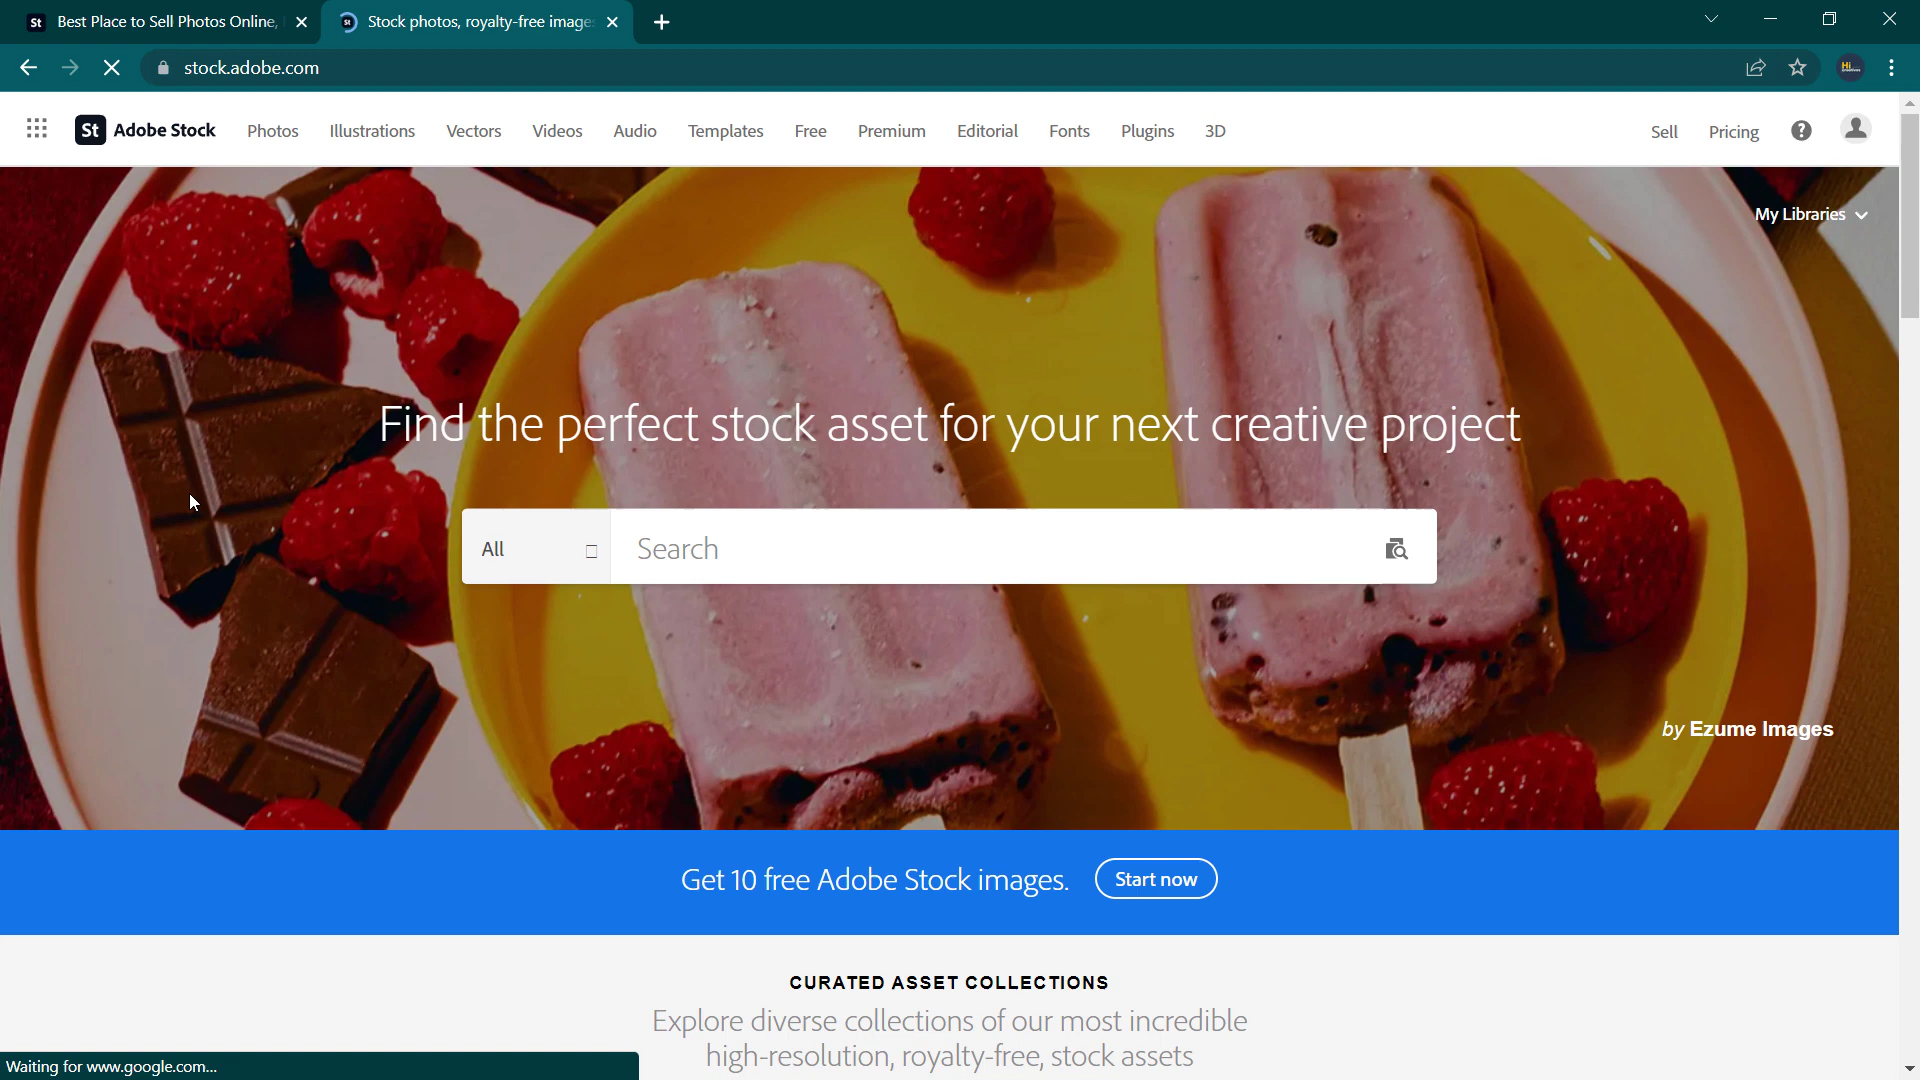 St Best Place to Sell Photos Online,
St Stock photos, royalty-free image
stock.adobe.com
Hi
St Adobe Stock
Photos
Illustrations
Vectors
Videos
Audio
Templates
Free
Premium
Editorial
Fonts
Plugins
3D
Sell
Pricing
?
My Libraries
Find the perfect stock asset for your next creative project
All
Search
by Ezume Images
Get 10 free Adobe Stock images.
Start now
CURATED ASSET COLLECTIONS
Explore diverse collections of our most incredible
high-resolution, royalty-free, stock assets
Waiting for www.google.com...